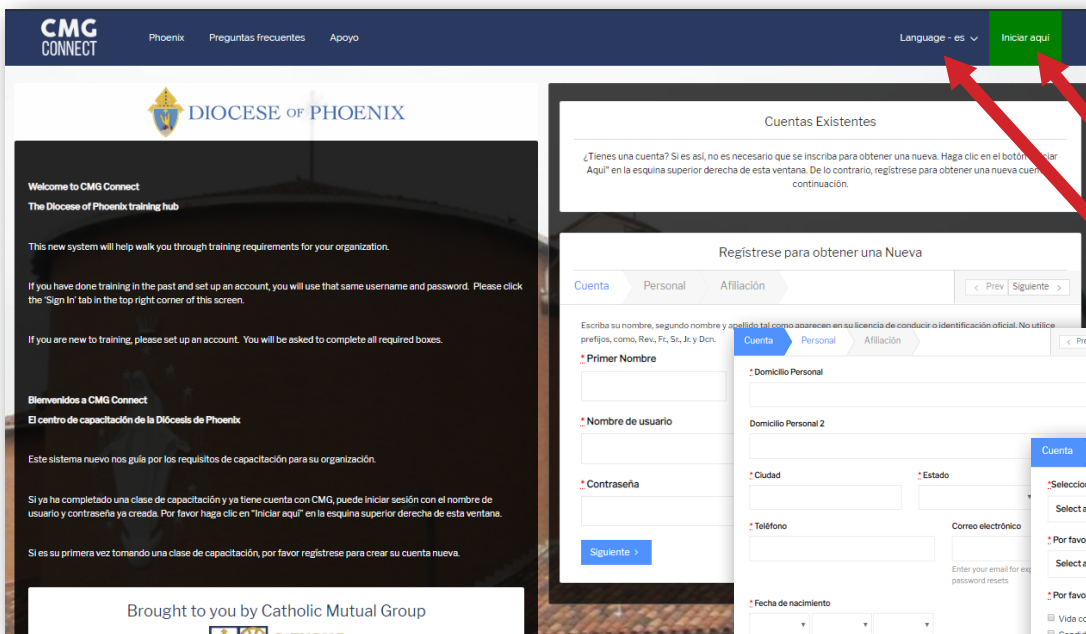 CMG
CONNECT
Phoenix
Preguntas frecuentes
Apoyo
Language - es
Iniciar aquí
DIOCESE OF PHOENIX
Welcome to CMG Connect
The Diocese of Phoenix training hub
This new system will help walk you through training requirements for your organization.
If you have done training in the past and set up an account, you will use that same username and password. Please click
the 'Sign In' tab in the top right corner of this screen.
If you are new to training, please set up an account. You will be asked to complete all required boxes.
Bienvenidos a CMG Connect
El centro de capacitación de la Diócesis de Phoenix
Este sistema nuevo nos guía por los requisitos de capacitación para su organización.
Si ya ha completado una clase de capacitación y ya tiene cuenta con CMG, puede iniciar sesión con el nombre de
usuario y contraseña ya creada. Por favor haga clic en "Iniciar aquí" en la esquina superior derecha de esta ventana.
Si es su primera vez tomando una clase de capacitación, por favor regístrese para crear su cuenta nueva.
Brought to you by Catholic Mutual Group
Cuentas Existentes
¿Tienes una cuenta? Si es así, no es necesario que se inscriba para obtener una nueva. Haga clic en el botón
Aquí" en la esquina superior derecha de esta ventana. De lo contrario, regístrese para obtener una nueva
continuación.
Regístrese para obtener una Nueva
Cuenta
Personal
Afiliación
< Prev
Siguiente >
Escriba su nombre, segundo nombre y apellido tal como aparecen en su licencia de conducir o identificación oficial. No utilice
prefijos, como, Rev., Fr., Sr., Jr. y Dcn.
* Primer Nombre
* Nombre de usuario
* Contraseña
Siguiente >
Cuenta
Personal
Afiliación
* Domicilio Personal
Domicilio Personal 2
* Ciudad
* Estado
* Teléfono
Correo electrónico
Enter your email for
password resets
* Fecha de nacimiento
Cuenta
Select
* Por
Select
* Por
Vida